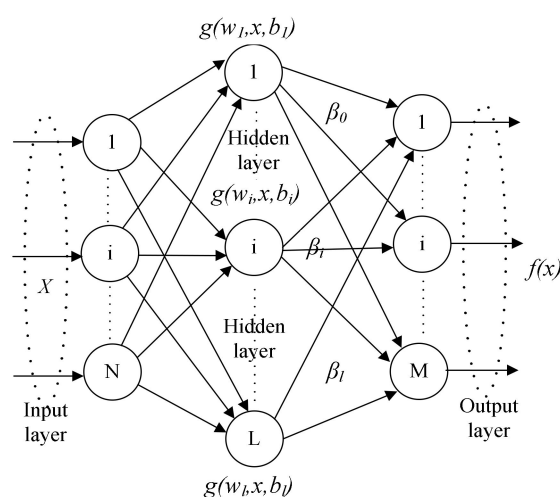 g(w1,x,b1)
1
β0
1
1
Hidden
layer
g(wi,x,bi)
i
i
βi
i
X
f(x)
Hidden
layer
N
βl
M
Input
layer
Output
layer
L
g(wl,x,bl)